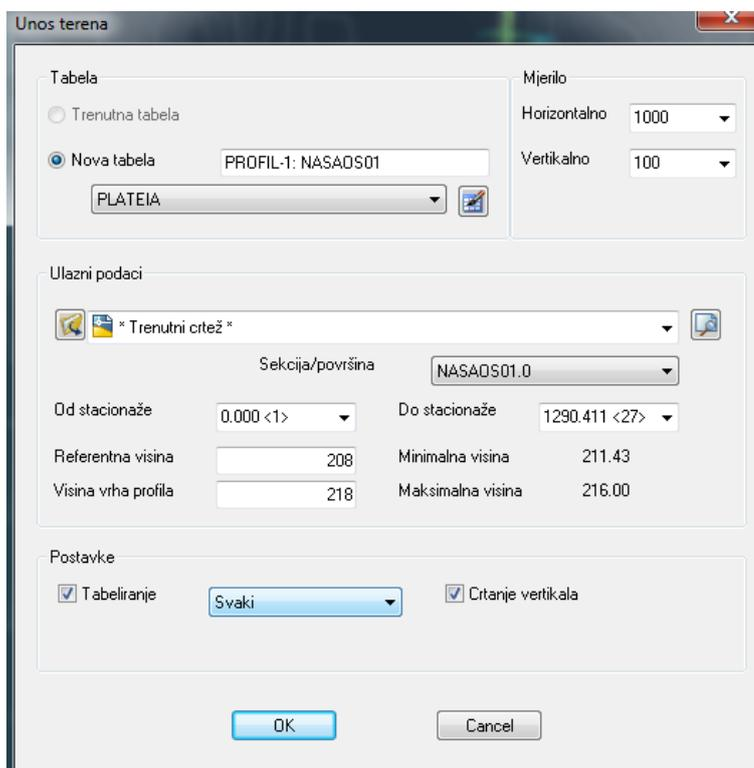 Unos terena
Tabela
Trenutna tabela
Nova tabela PROFIL-1: NASAOS01
PLATEIA
Mjerilo
Horizontalno 1000
Vertikalno 100
Ulazni podaci
* Trenutni crtež *
Sekcija/površina NASAOS01.0
Od stacionaže 0.000 <1> Do stacionaže 1290.411 <27>
Referentna visina 208 Minimalna visina 211.43
Visina vrha profila 218 Maksimalna visina 216.00
Postavke
Tabeliranje Svaki Crtanje vertikala
OK Cancel